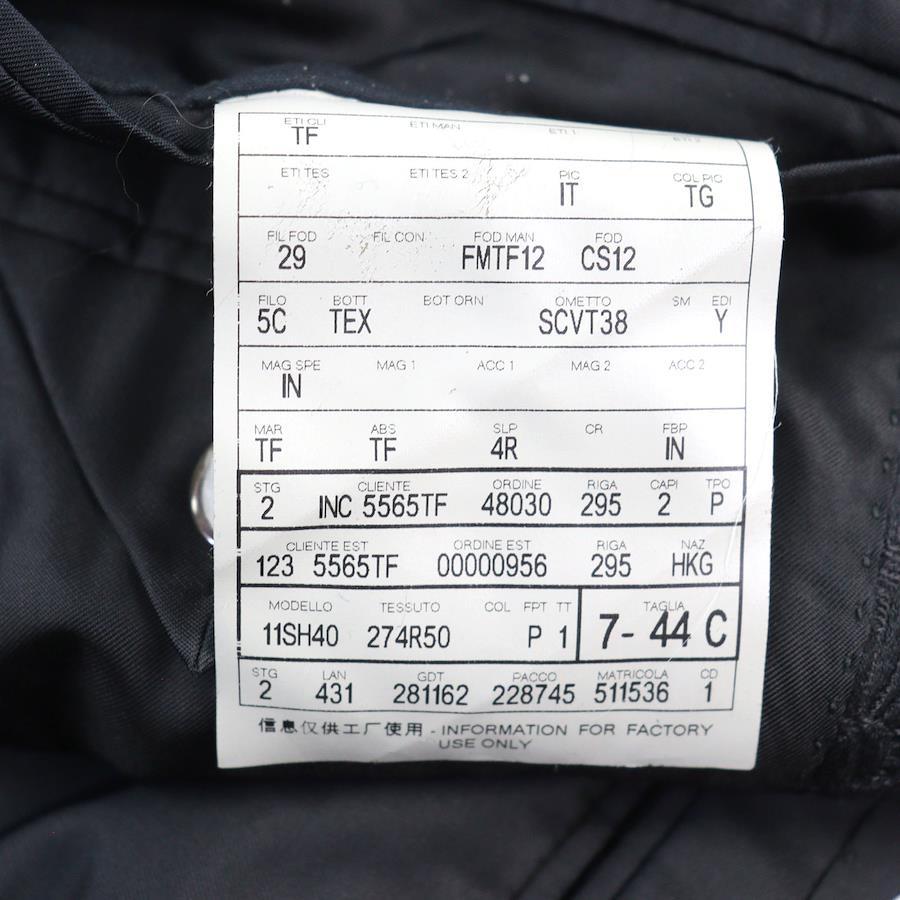 ETI CLI ETI MAN ETI 1
TF
ETI TES ETI TES 2 PIC COL PIC
IT TG
FIL FOD FIL CON FOD MAN FOD
29 FMTF12 CS12
FILO BOTT BOT ORN OMETTO SM EDI
5C TEX SCVT38 Y
MAG SPE MAG 1 ACC 1 MAG 2 ACC 2
IN
MAR ABS SLP CR FBP
TF TF 4R IN
STG CLIENTE ORDINE RIGA CAPI TPO
2 INC 5565TF 48030 295 2 P
CLIENTE EST ORDINE EST RIGA NAZ
123 5565TF 00000956 295 HKG
MODELLO TESSUTO COL FPT TT TAGLIA
11SH40 274R50 P 1 7- 44 C
STG LAN GDT PACCO MATRICOLA CD
2 431 281162 228745 511536 1
信息仅供工厂使用 - INFORMATION FOR FACTORY
USE ONLY